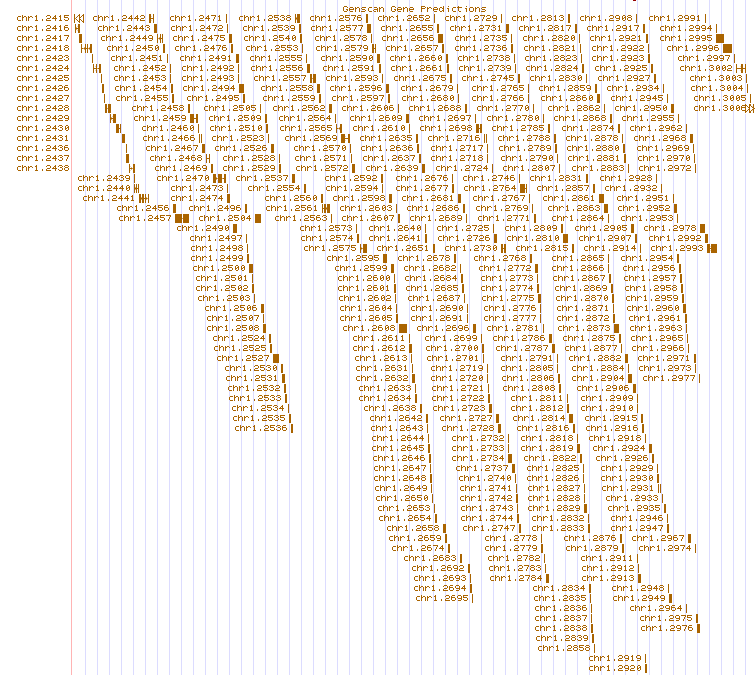 Genscan Gene Predictions
chr1.2415 chr1.2442 chr1.2471 chr1.2538 chr1.2576 chr1.2652 chr1.2729 chr1.2813 chr1.2908 chr1.2991
chr1.2416 chr1.2443 chr1.2472 chr1.2539 chr1.2577 chr1.2655 chr1.2731 chr1.2817 chr1.2917 chr1.2994
chr1.2417 chr1.2449 chr1.2475 chr1.2540 chr1.2578 chr1.2656 chr1.2735 chr1.2820 chr1.2921 chr1.2995
chr1.2418 chr1.2450 chr1.2476 chr1.2553 chr1.2579 chr1.2657 chr1.2736 chr1.2821 chr1.2922 chr1.2996
chr1.2423 chr1.2451 chr1.2491 chr1.2555 chr1.2590 chr1.2660 chr1.2738 chr1.2823 chr1.2923 chr1.2997
chr1.2424 chr1.2452 chr1.2492 chr1.2556 chr1.2591 chr1.2661 chr1.2739 chr1.2824 chr1.2925 chr1.3002
chr1.2425 chr1.2453 chr1.2493 chr1.2557 chr1.2593 chr1.2675 chr1.2745 chr1.2830 chr1.2927 chr1.3003
chr1.2426 chr1.2454 chr1.2494 chr1.2558 chr1.2596 chr1.2679 chr1.2765 chr1.2859 chr1.2934 chr1.3004
chr1.2427 chr1.2455 chr1.2495 chr1.2559 chr1.2597 chr1.2680 chr1.2766 chr1.2860 chr1.2945 chr1.3005
chr1.2428 chr1.2458 chr1.2505 chr1.2562 chr1.2606 chr1.2688 chr1.2770 chr1.2862 chr1.2950
chr1.2429 chr1.2459 chr1.2509 chr1.2564 chr1.2609 chr1.2697 chr1.2780 chr1.2868 chr1.2955
chr1.2430 chr1.2460 chr1.2510 chr1.2565 chr1.2610 chr1.2698 chr1.2785 chr1.2874 chr1.2962
chr1.2431 chr1.2466 chr1.2523 chr1.2569 chr1.2635 chr1.2716 chr1.2788 chr1.2878 chr1.2968
chr1.2436 chr1.2467 chr1.2526 chr1.2570 chr1.2636 chr1.2717 chr1.2789 chr1.2880 chr1.2969
chr1.2437 chr1.2468 chr1.2528 chr1.2571 chr1.2637 chr1.2718 chr1.2790 chr1.2881 chr1.2970
chr1.2438 chr1.2469 chr1.2529 chr1.2572 chr1.2639 chr1.2724 chr1.2807 chr1.2883 chr1.2972
chr1.2439 chr1.2470 chr1.2537 chr1.2592 chr1.2676 chr1.2746 chr1.2831 chr1.2928
chr1.2440 chr1.2473 chr1.2554 chr1.2594 chr1.2677 chr1.2764 chr1.2857 chr1.2932
chr1.2441 chr1.2474 chr1.2560 chr1.2598 chr1.2681 chr1.2767 chr1.2861 chr1.2951
chr1.2456 chr1.2496 chr1.2561 chr1.2603 chr1.2686 chr1.2769 chr1.2863 chr1.2952
chr1.2457 chr1.2504 chr1.2563 chr1.2607 chr1.2689 chr1.2771 chr1.2864 chr1.2953
chr1.2490 chr1.2573 chr1.2640 chr1.2725 chr1.2809 chr1.2905 chr1.2978
chr1.2497 chr1.2574 chr1.2641 chr1.2726 chr1.2810 chr1.2907 chr1.2992
chr1.2498 chr1.2575 chr1.2651 chr1.2730 chr1.2815 chr1.2914 chr1.2993
chr1.2499 chr1.2595 chr1.2678 chr1.2768 chr1.2865 chr1.2954
chr1.2500 chr1.2599 chr1.2682 chr1.2772 chr1.2866 chr1.2956
chr1.2501 chr1.2600 chr1.2684 chr1.2773 chr1.2867 chr1.2957
chr1.2502 chr1.2601 chr1.2685 chr1.2774 chr1.2869 chr1.2958
chr1.2503 chr1.2602 chr1.2687 chr1.2775 chr1.2870 chr1.2959
chr1.2506 chr1.2604 chr1.2690 chr1.2776 chr1.2871 chr1.2960
chr1.2507 chr1.2605 chr1.2691 chr1.2777 chr1.2872 chr1.2961
chr1.2508 chr1.2608 chr1.2696 chr1.2781 chr1.2873 chr1.2963
chr1.2524 chr1.2611 chr1.2699 chr1.2786 chr1.2875 chr1.2965
chr1.2525 chr1.2612 chr1.2700 chr1.2787 chr1.2877 chr1.2966
chr1.2527 chr1.2613 chr1.2701 chr1.2791 chr1.2882 chr1.2971
chr1.2530 chr1.2631 chr1.2719 chr1.2805 chr1.2884 chr1.2973
chr1.2531 chr1.2632 chr1.2720 chr1.2806 chr1.2904 chr1.2977
chr1.2532 chr1.2633 chr1.2721 chr1.2808 chr1.2906
chr1.2533 chr1.2634 chr1.2722 chr1.2811 chr1.2909
chr1.2534 chr1.2638 chr1.2723 chr1.2812 chr1.2910
chr1.2535 chr1.2642 chr1.2727 chr1.2814 chr1.2915
chr1.2536 chr1.2643 chr1.2728 chr1.2816 chr1.2916
chr1.2644 chr1.2732 chr1.2818 chr1.2918
chr1.2645 chr1.2733 chr1.2819 chr1.2924
chr1.2646 chr1.2734 chr1.2822 chr1.2926
chr1.2647 chr1.2737 chr1.2825 chr1.2929
chr1.2648 chr1.2740 chr1.2826 chr1.2930
chr1.2649 chr1.2741 chr1.2827 chr1.2931
chr1.2650 chr1.2742 chr1.2828 chr1.2933
chr1.2653 chr1.2743 chr1.2829 chr1.2935
chr1.2654 chr1.2744 chr1.2832 chr1.2946
chr1.2658 chr1.2747 chr1.2833 chr1.2947
chr1.2659 chr1.2778 chr1.2876 chr1.2967
chr1.2674 chr1.2779 chr1.2879 chr1.2974
chr1.2683 chr1.2782 chr1.2911
chr1.2692 chr1.2783 chr1.2912
chr1.2693 chr1.2784 chr1.2913
chr1.2694 chr1.2834 chr1.2948
chr1.2695 chr1.2835 chr1.2949
chr1.2836 chr1.2964
chr1.2837 chr1.2975
chr1.2838 chr1.2976
chr1.2839
chr1.2858
chr1.2919
chr1.2920